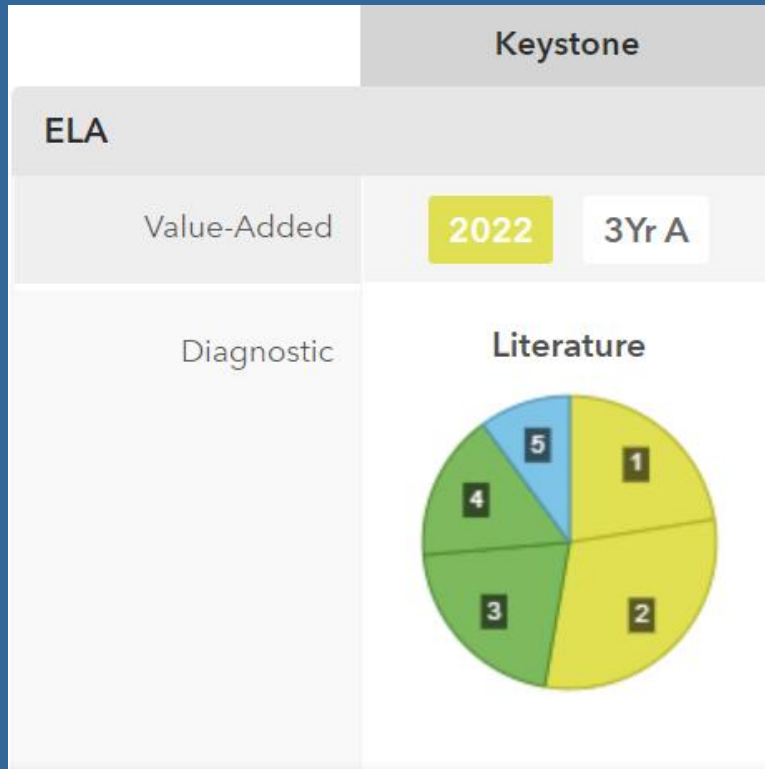 Keystone
ELA
Value-Added
2022 3Yr A
Diagnostic
Literature
5
1
4
3
2